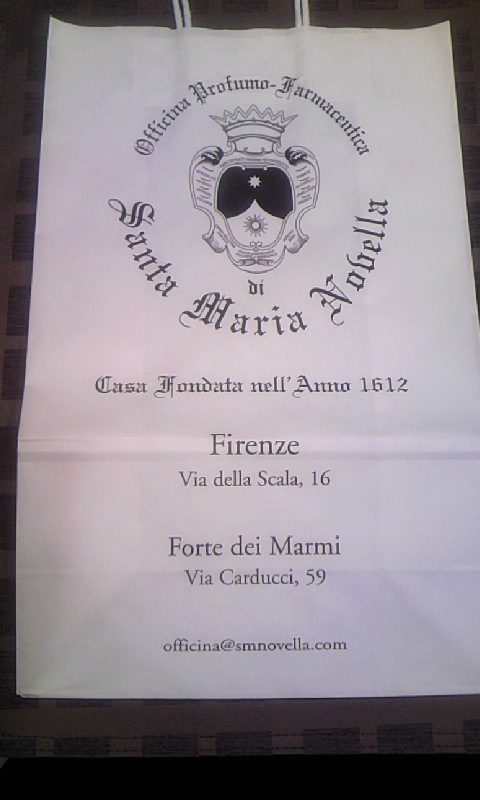 Officina Profumo-Farmaceutica
di
Santa Maria Novella
Casa Fondata nell'Anno 1612
Firenze
Via della Scala, 16
Forte dei Marmi
Via Carducci, 59
officina@smnovella.com